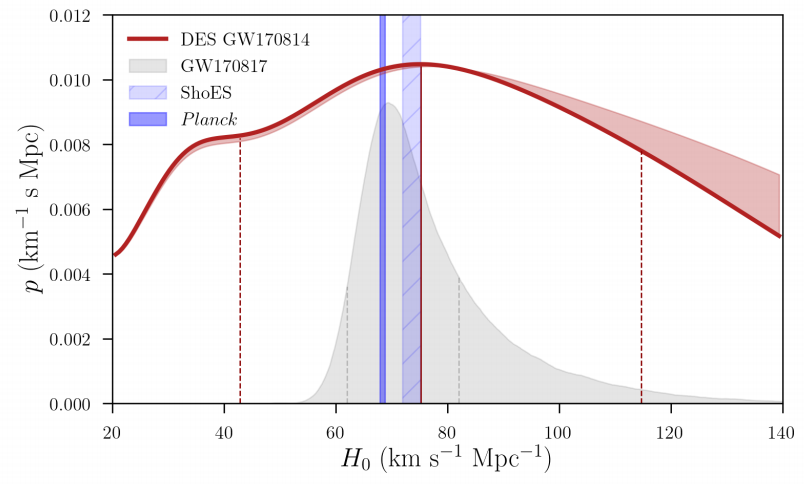 0.012
0.010
0.008
0.006
0.004
0.002
0.000
p (km⁻¹ s Mpc)
DES GW170814
GW170817
ShoES
Planck
20 40 60 80 100 120 140
H₀ (km s⁻¹ Mpc⁻¹)